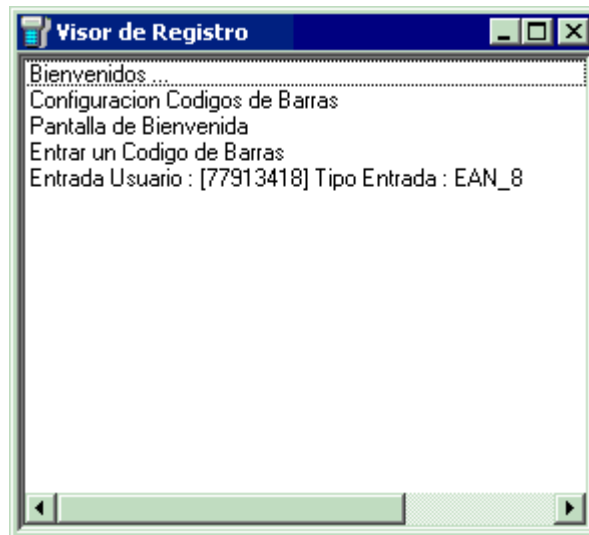 Visor de Registro
Bienvenidos ...
Configuracion Codigos de Barras
Pantalla de Bienvenida
Entrar un Codigo de Barras
Entrada Usuario : [77913418] Tipo Entrada : EAN_8